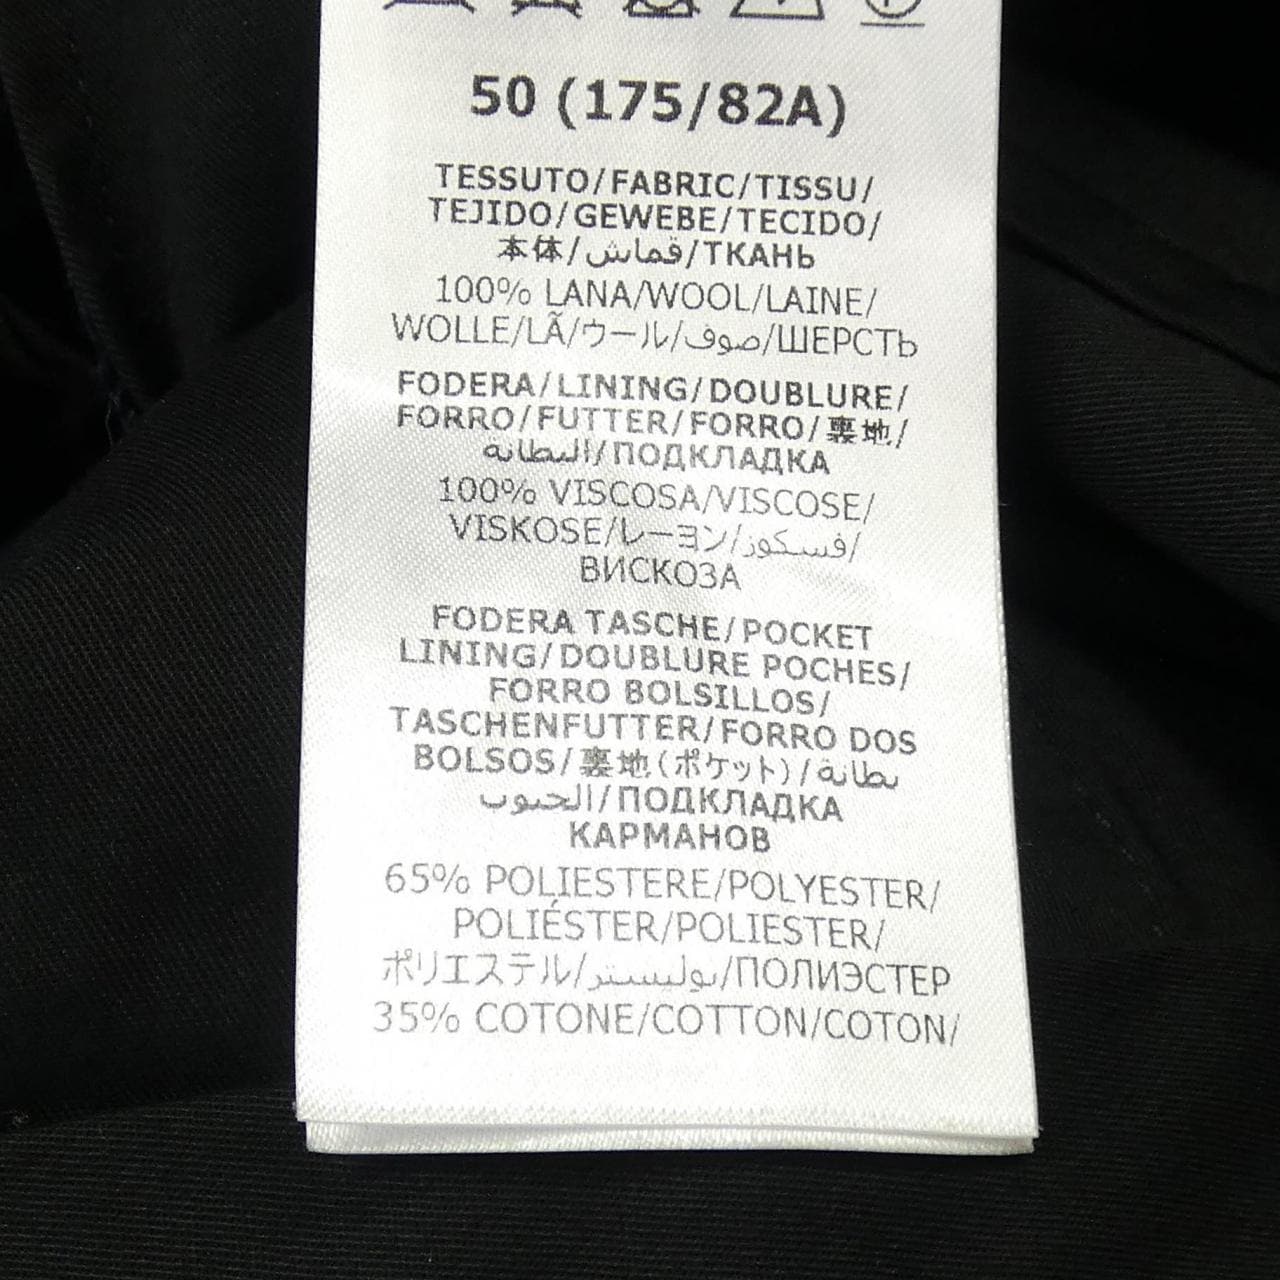 50 (175/82A)
TESSUTO/FABRIC/TISSU/
TEJIDO/GEWEBE/TECIDO/
本体/قماش/ТКАНЬ
100% LANA/WOOL/LAINE/
WOLLE/LÃ/ウール/صوف/ШЕРСТЬ
FODERA/LINING/DOUBLURE/
FORRO/FUTTER/FORRO/裏地/
البطانة/ПОДКЛАДКА
100% VISCOSA/VISCOSE/
VISKOSE/レーヨン/فسكوز/
ВИСКОЗА
FODERA TASCHE/POCKET
LINING/DOUBLURE POCHES/
FORRO BOLSILLOS/
TASCHENFUTTER/FORRO DOS
BOLSOS/裏地(ポケット)/بطانة
الجيوب/ПОДКЛАДКА
КАРМАНОВ
65% POLIESTERE/POLYESTER/
POLIÉSTER/POLIESTER/
ポリエステル/بوليستر/ПОЛИЭСТЕР
35% COTONE/COTTON/COTON/